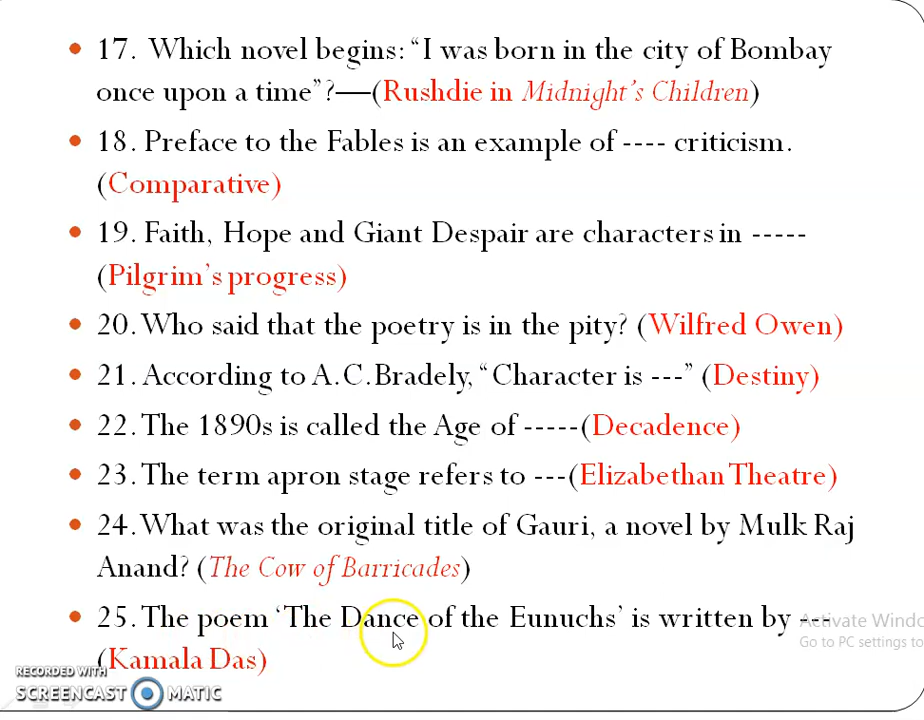 17. Which novel begins: “I was born in the city of Bombay
once upon a time”?—(Rushdie in Midnight’s Children)
18. Preface to the Fables is an example of ---- criticism.
(Comparative)
19. Faith, Hope and Giant Despair are characters in -----
(Pilgrim’s progress)
20. Who said that the poetry is in the pity? (Wilfred Owen)
21. According to A.C.Bradely, “Character is ---” (Destiny)
22. The 1890s is called the Age of -----(Decadence)
23. The term apron stage refers to ---(Elizabethan Theatre)
24. What was the original title of Gauri, a novel by Mulk Raj
Anand? (The Cow of Barricades)
25. The poem ‘The Dance of the Eunuchs’ is written by ---
(Kamala Das)
Activate Windo
Go to PC settings to
RECORDED WITH
SCREENCAST MATIC